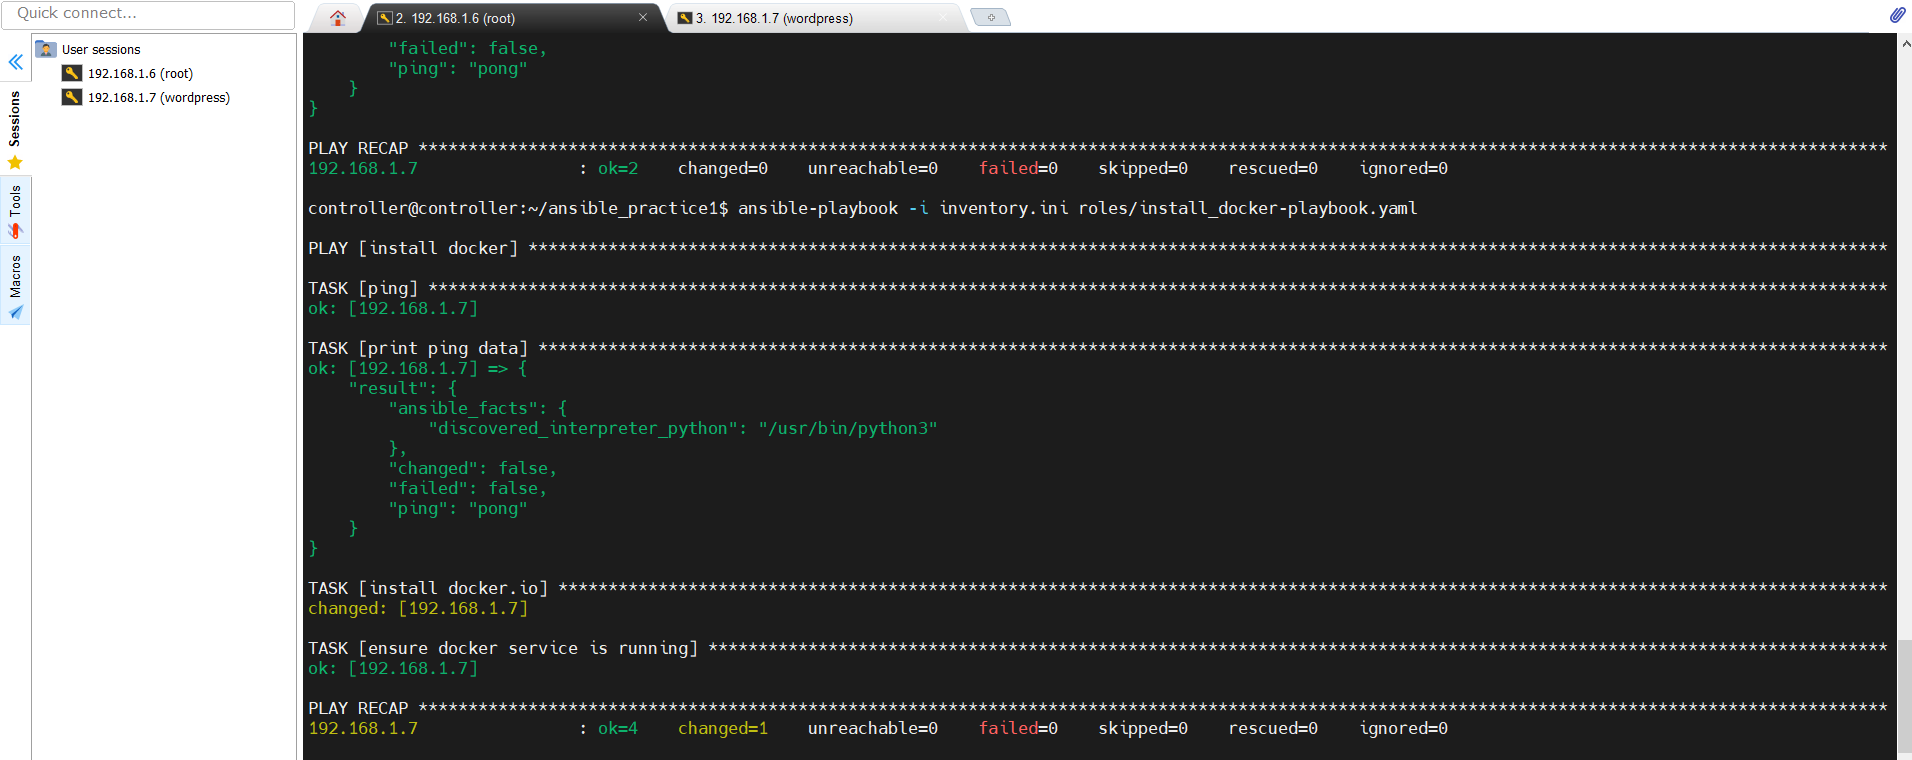 Quick connect...
2. 192.168.1.6 (root)
3. 192.168.1.7 (wordpress)
User sessions
192.168.1.6 (root)
192.168.1.7 (wordpress)
Sessions
Tools
Macros
"failed": false,
"ping": "pong"
}
}
PLAY RECAP ***************************************************************************************************************************************************
192.168.1.7 : ok=2 changed=0 unreachable=0 failed=0 skipped=0 rescued=0 ignored=0
controller@controller:~/ansible_practice1$ ansible-playbook -i inventory.ini roles/install_docker-playbook.yaml
PLAY [install docker] ****************************************************************************************************************************************
TASK [ping] **************************************************************************************************************************************************
ok: [192.168.1.7]
TASK [print ping data] ***************************************************************************************************************************************
ok: [192.168.1.7] => {
"result": {
"ansible_facts": {
"discovered_interpreter_python": "/usr/bin/python3"
},
"changed": false,
"failed": false,
"ping": "pong"
}
}
TASK [install docker.io] *************************************************************************************************************************************
changed: [192.168.1.7]
TASK [ensure docker service is running] **********************************************************************************************************************
ok: [192.168.1.7]
PLAY RECAP ***************************************************************************************************************************************************
192.168.1.7 : ok=4 changed=1 unreachable=0 failed=0 skipped=0 rescued=0 ignored=0